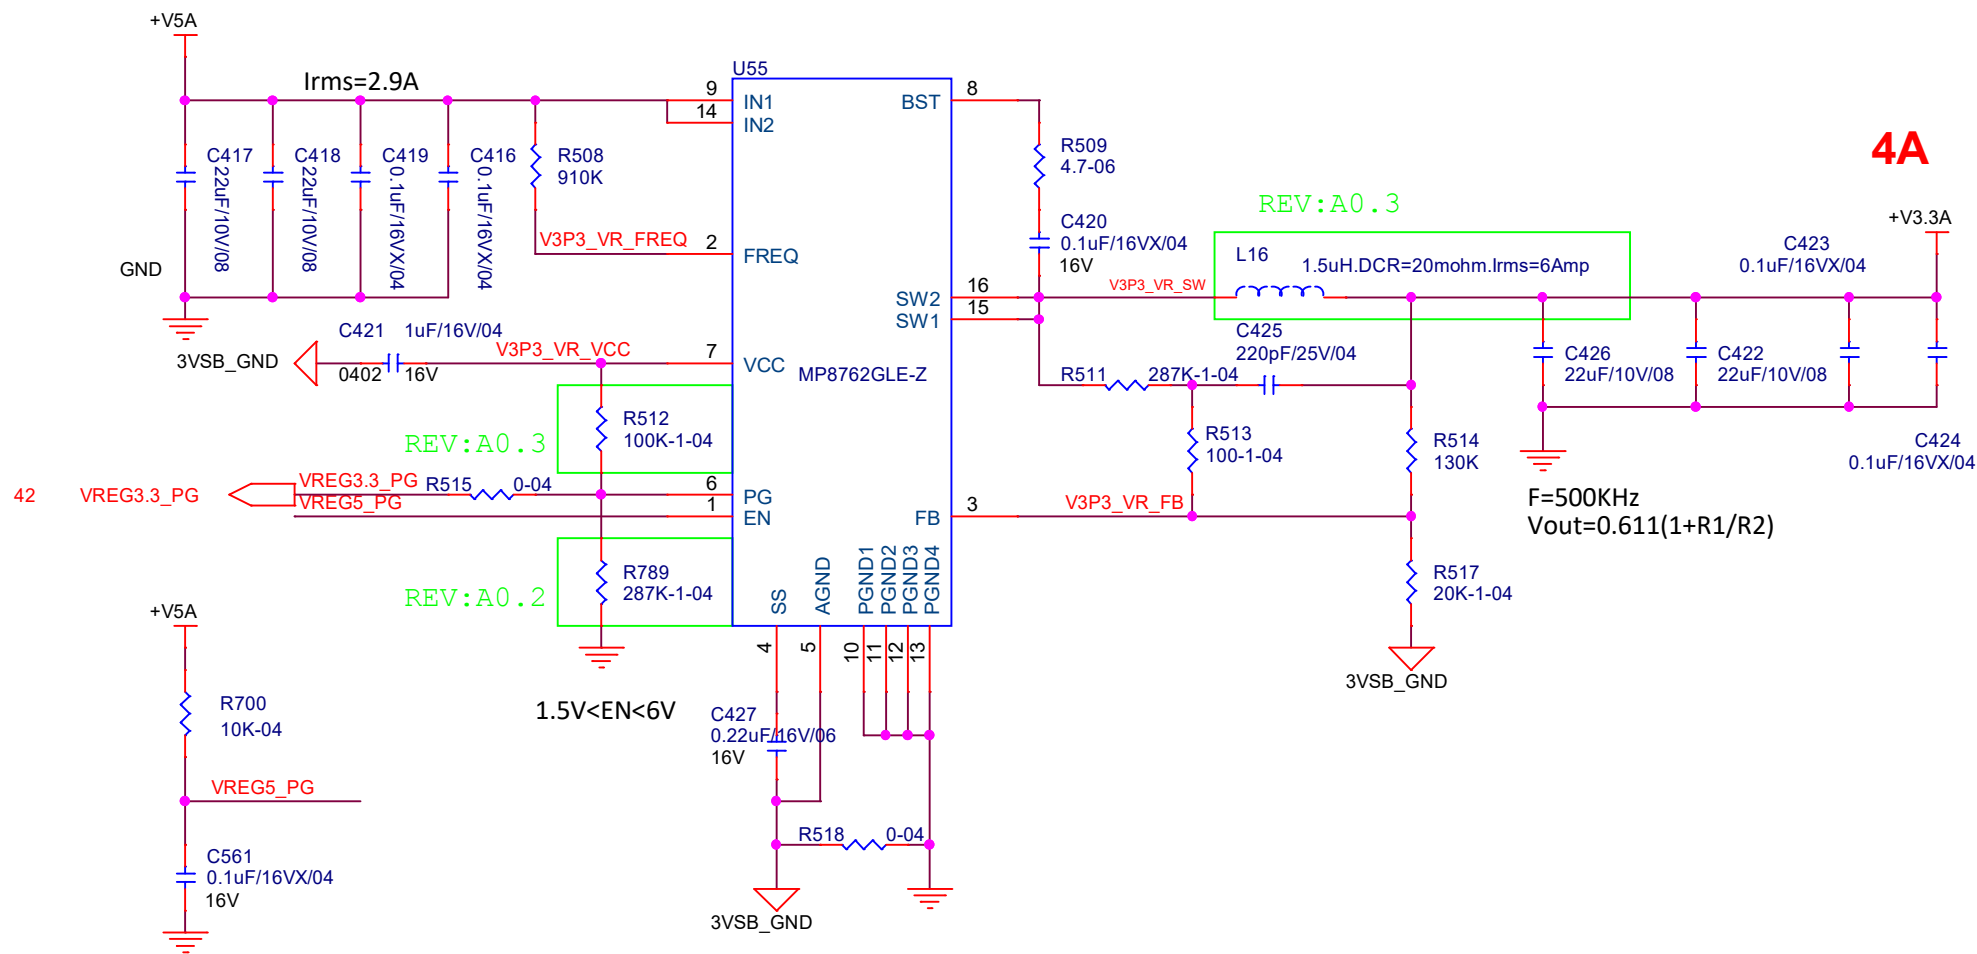 +V5A
Irms=2.9A
U55
9
IN1
14
IN2
BST
8
C417
22uF/10V/08
C418
22uF/10V/08
C419
0.1uF/16VX/04
C416
0.1uF/16VX/04
R508
910K
R509
4.7-06
4A
REV:A0.3
C420
0.1uF/16VX/04
16V
+V3.3A
GND
V3P3_VR_FREQ
2
FREQ
L16
1.5uH.DCR=20mohm.Irms=6Amp
C423
0.1uF/16VX/04
V3P3_VR_SW
SW2
16
SW1
15
C421
1uF/16V/04
3VSB_GND
0402
16V
V3P3_VR_VCC
7
VCC
MP8762GLE-Z
C425
220pF/25V/04
R511
287K-1-04
C426
22uF/10V/08
C422
22uF/10V/08
R512
100K-1-04
REV:A0.3
R513
100-1-04
R514
130K
C424
0.1uF/16VX/04
42
VREG3.3_PG
VREG3.3_PG
R515
0-04
6
PG
VREG5_PG
1
EN
FB
3
V3P3_VR_FB
F=500KHz
Vout=0.611(1+R1/R2)
REV:A0.2
R789
287K-1-04
SS
AGND
PGND1
PGND2
PGND3
PGND4
R517
20K-1-04
4
5
10
11
12
13
3VSB_GND
+V5A
R700
10K-04
1.5V<EN<6V
C427
0.22uF/16V/06
16V
VREG5_PG
R518
0-04
C561
0.1uF/16VX/04
16V
3VSB_GND